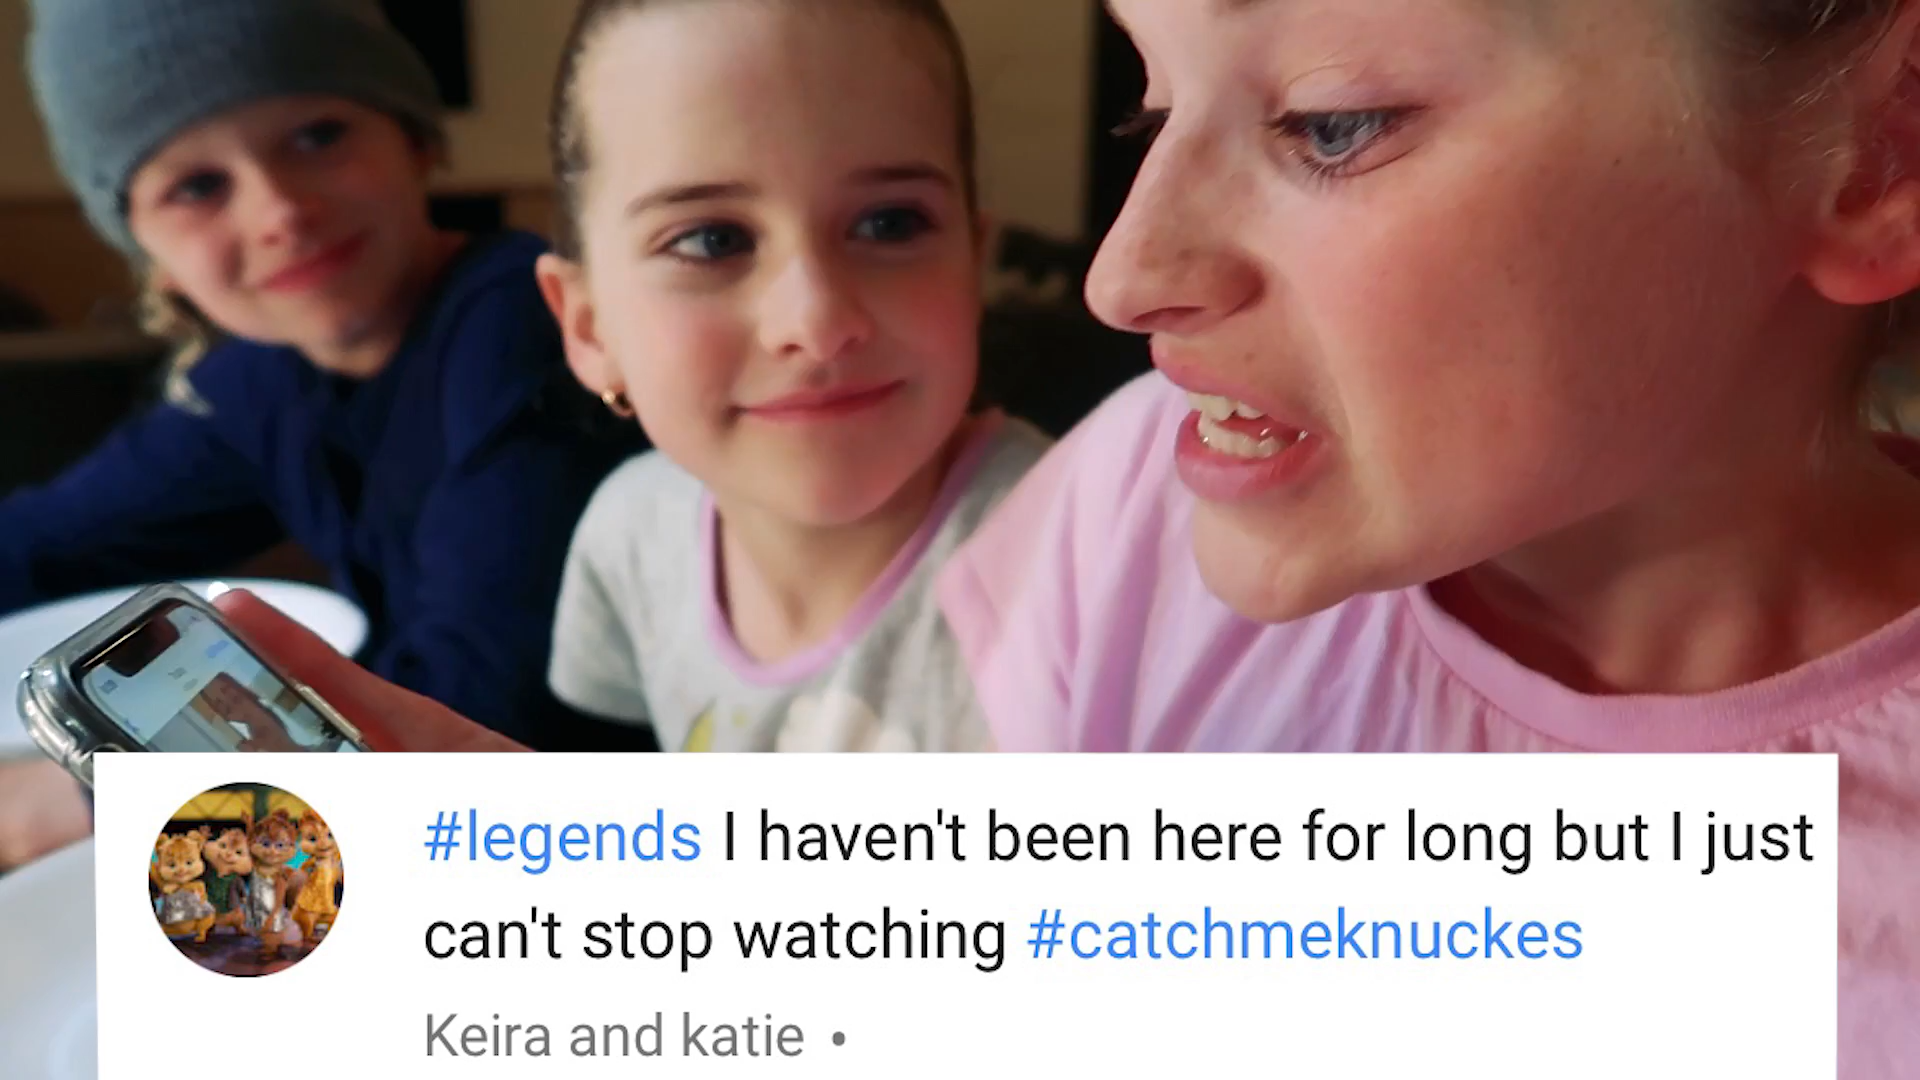 #legends I haven't been here for long but I just
can't stop watching #catchmeknuckes
Keira and katie •